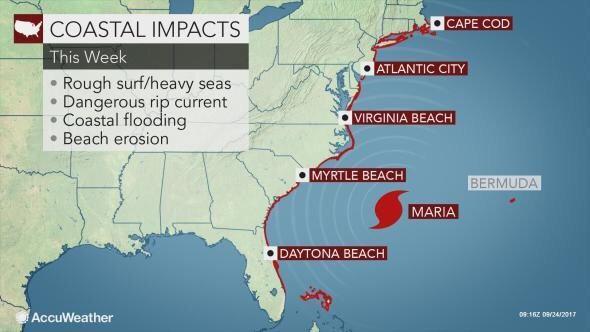 COASTAL IMPACTS
This Week
• Rough surf/heavy seas
• Dangerous rip current
• Coastal flooding
• Beach erosion
CAPE COD
ATLANTIC CITY
VIRGINIA BEACH
MYRTLE BEACH
BERMUDA
MARIA
DAYTONA BEACH
AccuWeather
09:16Z 09/24/2017